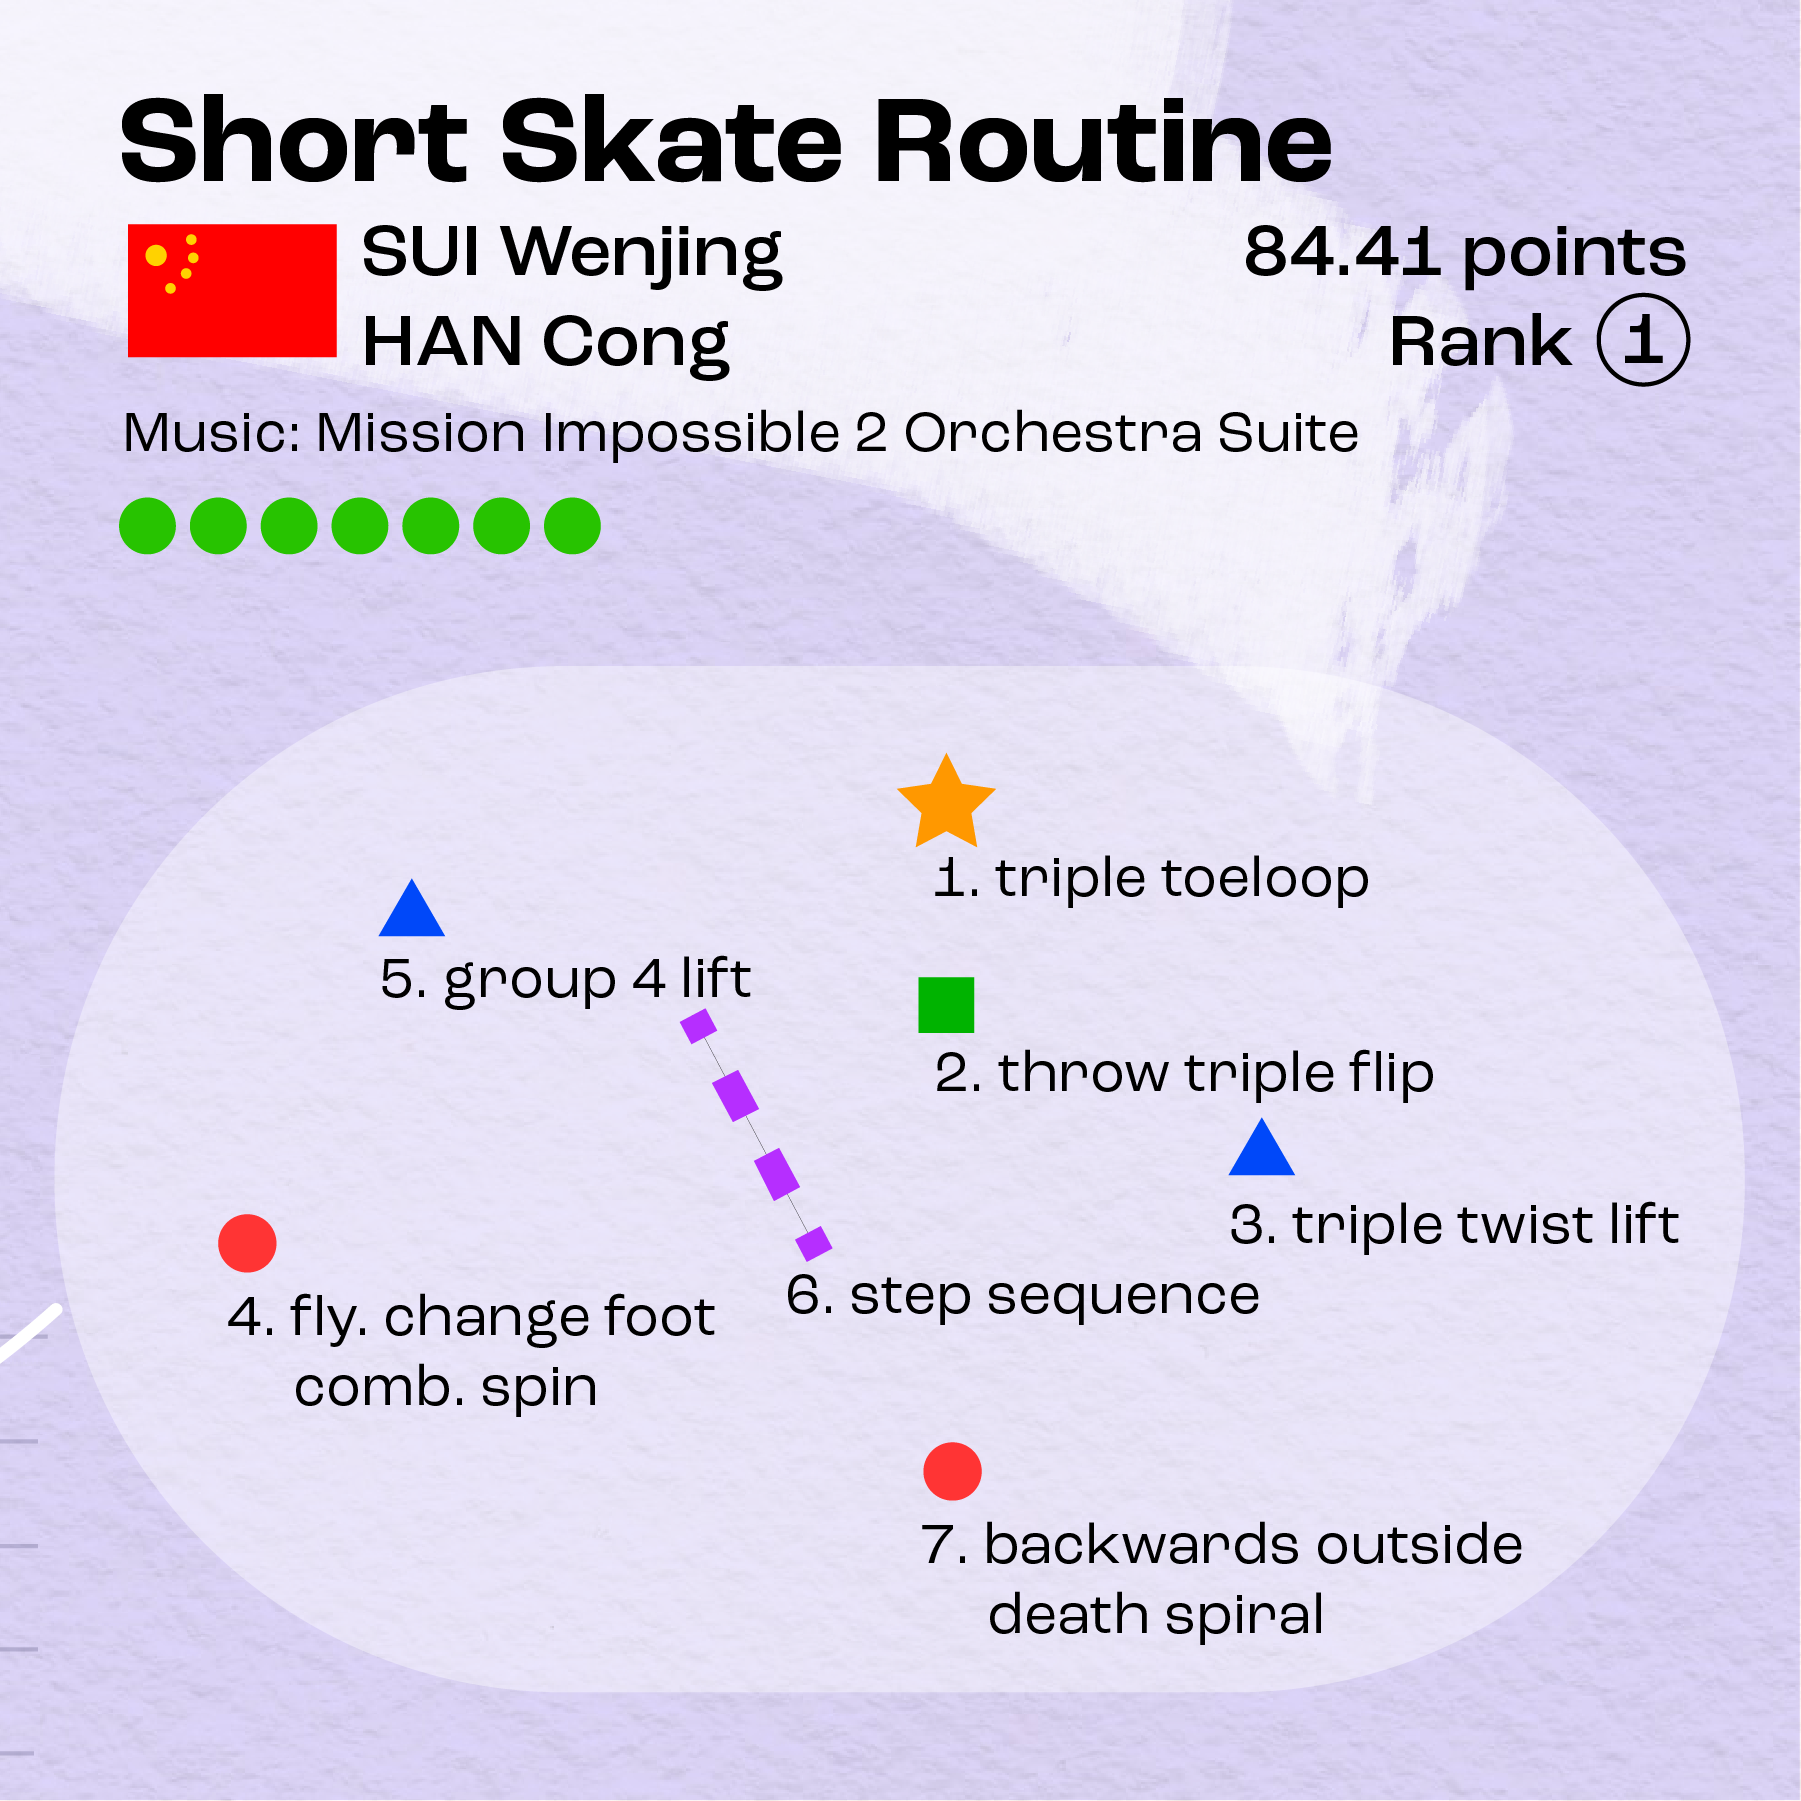 Short Skate Routine
SUI Wenjing
HAN Cong
84.41 points
Rank 1
Music: Mission Impossible 2 Orchestra Suite
1. triple toeloop
5. group 4 lift
2. throw triple flip
3. triple twist lift
4. fly. change foot
comb. spin
6. step sequence
7. backwards outside
death spiral